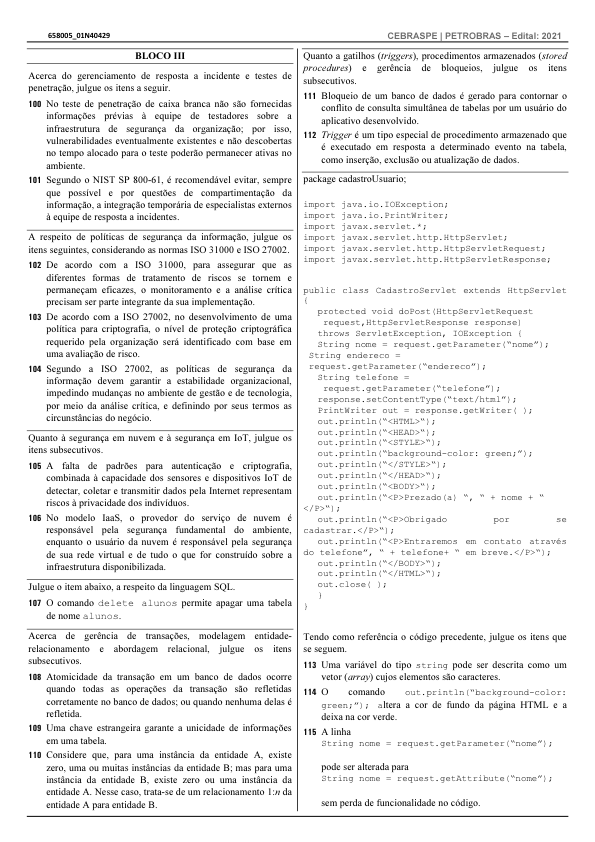 658005_01N40429
CEBRASPE | PETROBRAS – Edital: 2021
BLOCO III
Acerca do gerenciamento de resposta a incidente e testes de
penetração, julgue os itens a seguir.
100 No teste de penetração de caixa branca não são fornecidas
informações prévias à equipe de testadores sobre a
infraestrutura de segurança da organização; por isso,
vulnerabilidades eventualmente existentes e não descobertas
no tempo alocado para o teste poderão permanecer ativas no
ambiente.
101 Segundo o NIST SP 800-61, é recomendável evitar, sempre
que possível e por questões de compartimentação da
informação, a integração temporária de especialistas externos
à equipe de resposta a incidentes.
A respeito de políticas de segurança da informação, julgue os
itens seguintes, considerando as normas ISO 31000 e ISO 27002.
102 De acordo com a ISO 31000, para assegurar que as
diferentes formas de tratamento de riscos se tornem e
permaneçam eficazes, o monitoramento e a análise crítica
precisam ser parte integrante da sua implementação.
103 De acordo com a ISO 27002, no desenvolvimento de uma
política para criptografia, o nível de proteção criptográfica
requerido pela organização será identificado com base em
uma avaliação de risco.
104 Segundo a ISO 27002, as políticas de segurança da
informação devem garantir a estabilidade organizacional,
impedindo mudanças no ambiente de gestão e de tecnologia,
por meio da análise crítica, e definindo por seus termos as
circunstâncias do negócio.
Quanto à segurança em nuvem e à segurança em IoT, julgue os
itens subsecutivos.
105 A falta de padrões para autenticação e criptografia,
combinada à capacidade dos sensores e dispositivos IoT de
detectar, coletar e transmitir dados pela Internet representam
riscos à privacidade dos indivíduos.
106 No modelo IaaS, o provedor do serviço de nuvem é
responsável pela segurança fundamental do ambiente,
enquanto o usuário da nuvem é responsável pela segurança
de sua rede virtual e de tudo o que for construído sobre a
infraestrutura disponibilizada.
Julgue o item abaixo, a respeito da linguagem SQL.
107 O comando delete alunos permite apagar uma tabela
de nome alunos.
Acerca de gerência de transações, modelagem entidade-
relacionamento e abordagem relacional, julgue os itens
subsecutivos.
108 Atomicidade da transação em um banco de dados ocorre
quando todas as operações da transação são refletidas
corretamente no banco de dados; ou quando nenhuma delas é
refletida.
109 Uma chave estrangeira garante a unicidade de informações
em uma tabela.
110 Considere que, para uma instância da entidade A, existe
zero, uma ou muitas instâncias da entidade B; mas para uma
instância da entidade B, existe zero ou uma instância da
entidade A. Nesse caso, trata-se de um relacionamento 1:n da
entidade A para entidade B.
Quanto a gatilhos (triggers), procedimentos armazenados (stored
procedures) e gerência de bloqueios, julgue os itens
subsecutivos.
111 Bloqueio de um banco de dados é gerado para contornar o
conflito de consulta simultânea de tabelas por um usuário do
aplicativo desenvolvido.
112 Trigger é um tipo especial de procedimento armazenado que
é executado em resposta a determinado evento na tabela,
como inserção, exclusão ou atualização de dados.
package cadastroUsuario;
import java.io.IOException;
import java.io.PrintWriter;
import javax.servlet.*;
import javax.servlet.http.HttpServlet;
import javax.servlet.http.HttpServletRequest;
import javax.servlet.http.HttpServletResponse;
public class CadastroServlet extends HttpServlet
{
protected void doPost(HttpServletRequest
request,HttpServletResponse response)
throws ServletException, IOException {
String nome = request.getParameter(“nome”);
String endereco =
request.getParameter(“endereco”);
String telefone =
request.getParameter(“telefone”);
response.setContentType(“text/html”);
PrintWriter out = response.getWriter( );
out.println(“<HTML>“);
out.println(“<HEAD>“);
out.println(“<STYLE>“);
out.println(“background-color: green;”);
out.println(“</STYLE>“);
out.println(“</HEAD>“);
out.println(“<BODY>“);
out.println(“<P>Prezado(a) “, “ + nome + “
</P>“);
out.println(“<P>Obrigado por se
cadastrar.</P>“);
out.println(“<P>Entraremos em contato através
do telefone”, “ + telefone+ “ em breve.</P>“);
out.println(“</BODY>“);
out.println(“</HTML>“);
out.close( );
}
}
Tendo como referência o código precedente, julgue os itens que
se seguem.
113 Uma variável do tipo string pode ser descrita como um
vetor (array) cujos elementos são caracteres.
114 O comando out.println(“background-color:
green;”); altera a cor de fundo da página HTML e a
deixa na cor verde.
115 A linha
String nome = request.getParameter(“nome”);
pode ser alterada para
String nome = request.getAttribute(“nome”);
sem perda de funcionalidade no código.